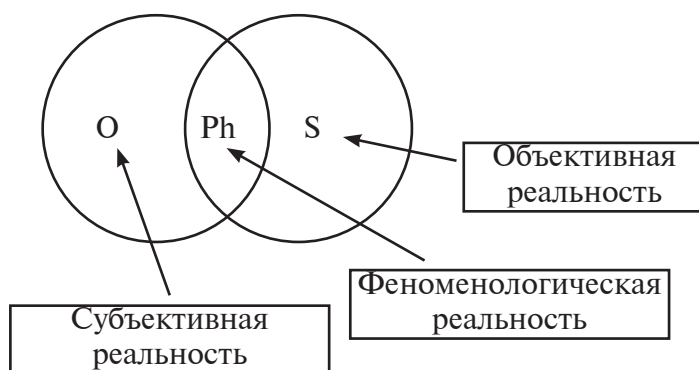 O Ph S
Объективная
реальность
Феноменологическая
реальность
Субъективная
реальность